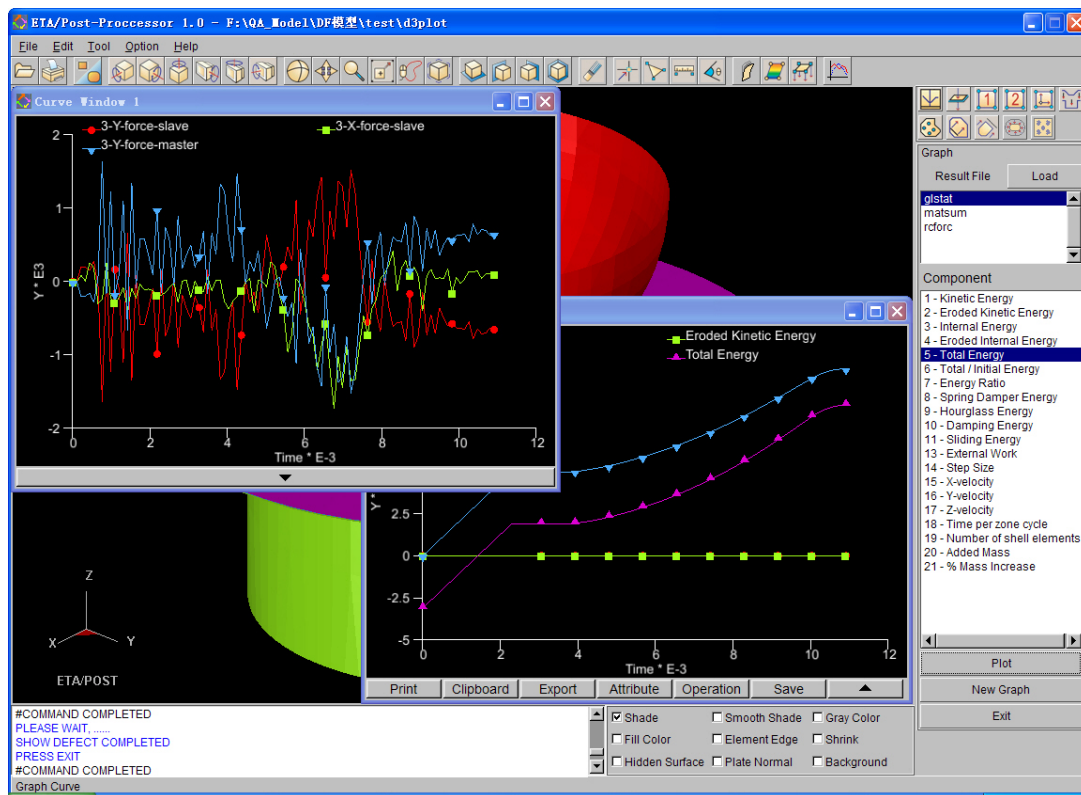 ETA/Post-Proccessor 1.0 - F:\QA_Model\DF模型\test\d3plot
File Edit Tool Option Help
Curve Window 1
3-Y-force-slave 3-X-force-slave
3-Y-force-master
2
1
0
-1
-2
Y * E3
0 2 4 6 8 10 12
Time * E-3
Eroded Kinetic Energy
Total Energy
2.5
0
-2.5
-5
0 2 4 6 8 10 12
Time * E-3
Print Clipboard Export Attribute Operation Save
Z
X Y
ETA/POST
1 2
Graph
Result File Load
glstat
matsum
rcforc
Component
1 - Kinetic Energy
2 - Eroded Kinetic Energy
3 - Internal Energy
4 - Eroded Internal Energy
5 - Total Energy
6 - Total / Initial Energy
7 - Energy Ratio
8 - Spring Damper Energy
9 - Hourglass Energy
10 - Damping Energy
11 - Sliding Energy
13 - External Work
14 - Step Size
15 - X-velocity
16 - Y-velocity
17 - Z-velocity
18 - Time per zone cycle
19 - Number of shell elements
20 - Added Mass
21 - % Mass Increase
Plot
New Graph
Exit
#COMMAND COMPLETED
PLEASE WAIT, ......
SHOW DEFECT COMPLETED
PRESS EXIT
#COMMAND COMPLETED
Shade Smooth Shade Gray Color
Fill Color Element Edge Shrink
Hidden Surface Plate Normal Background
Graph Curve